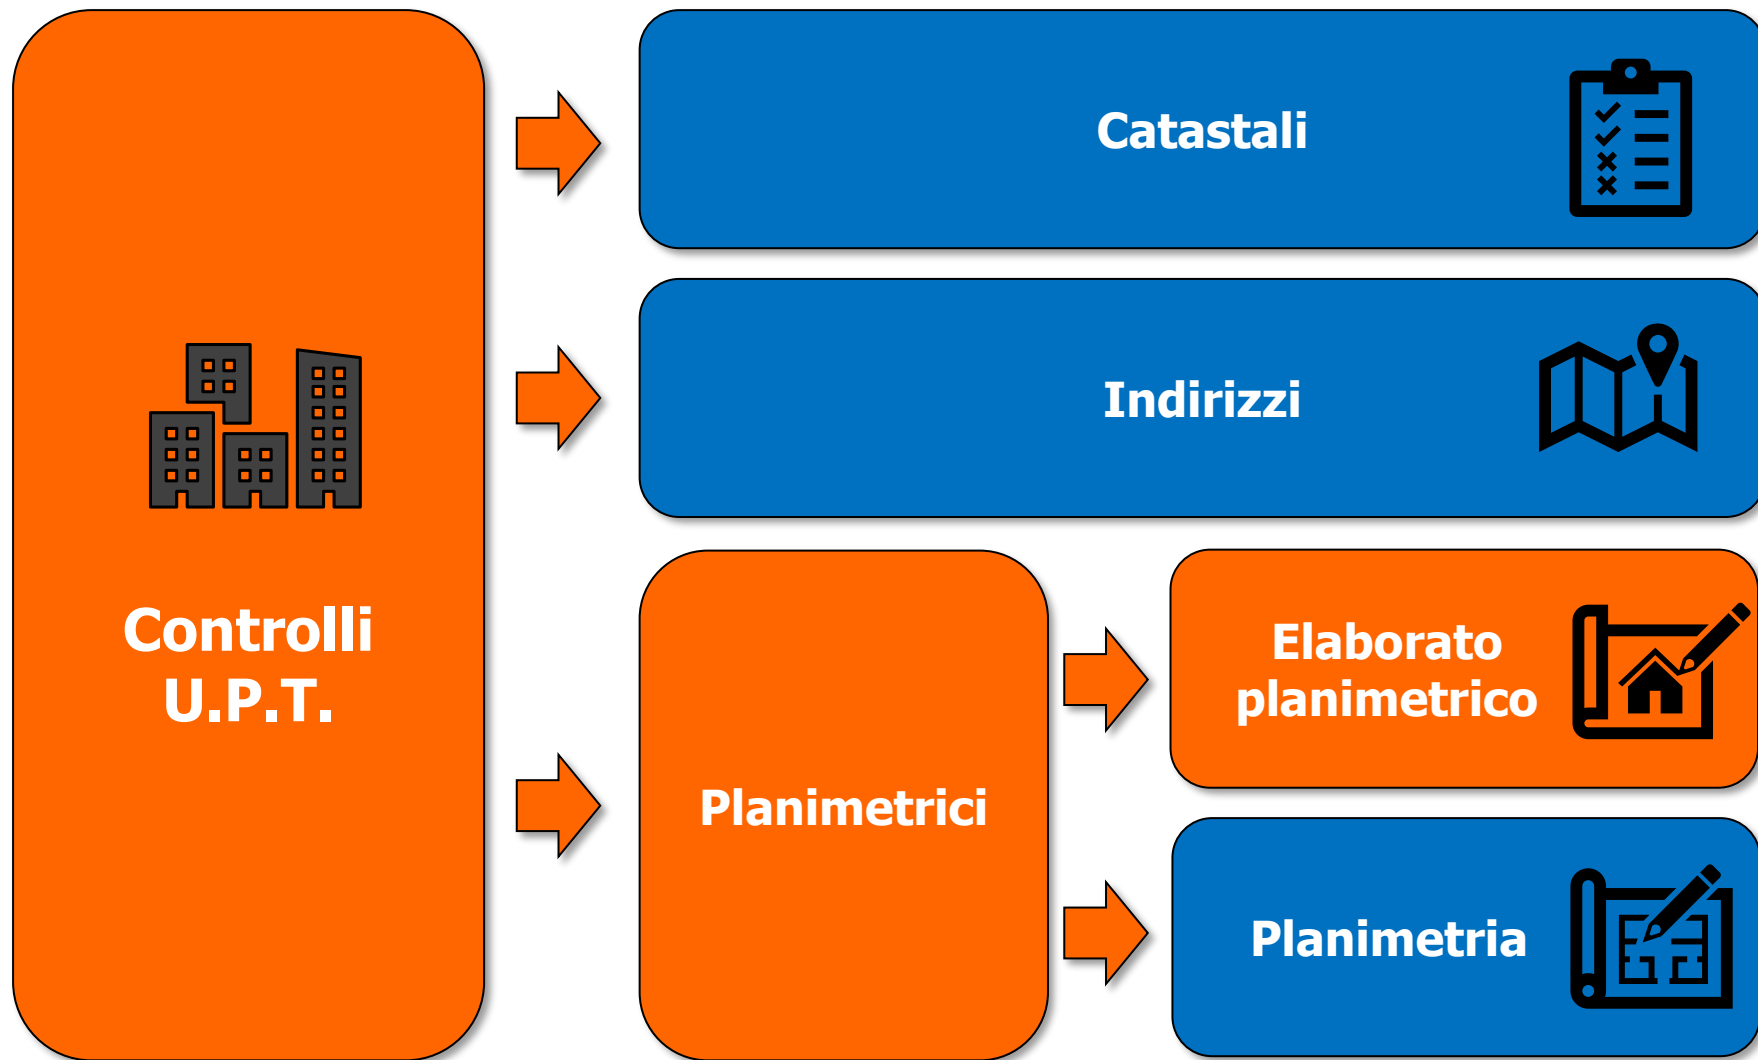 Controlli
U.P.T.
Catastali
Indirizzi
Planimetrici
Elaborato
planimetrico
Planimetria